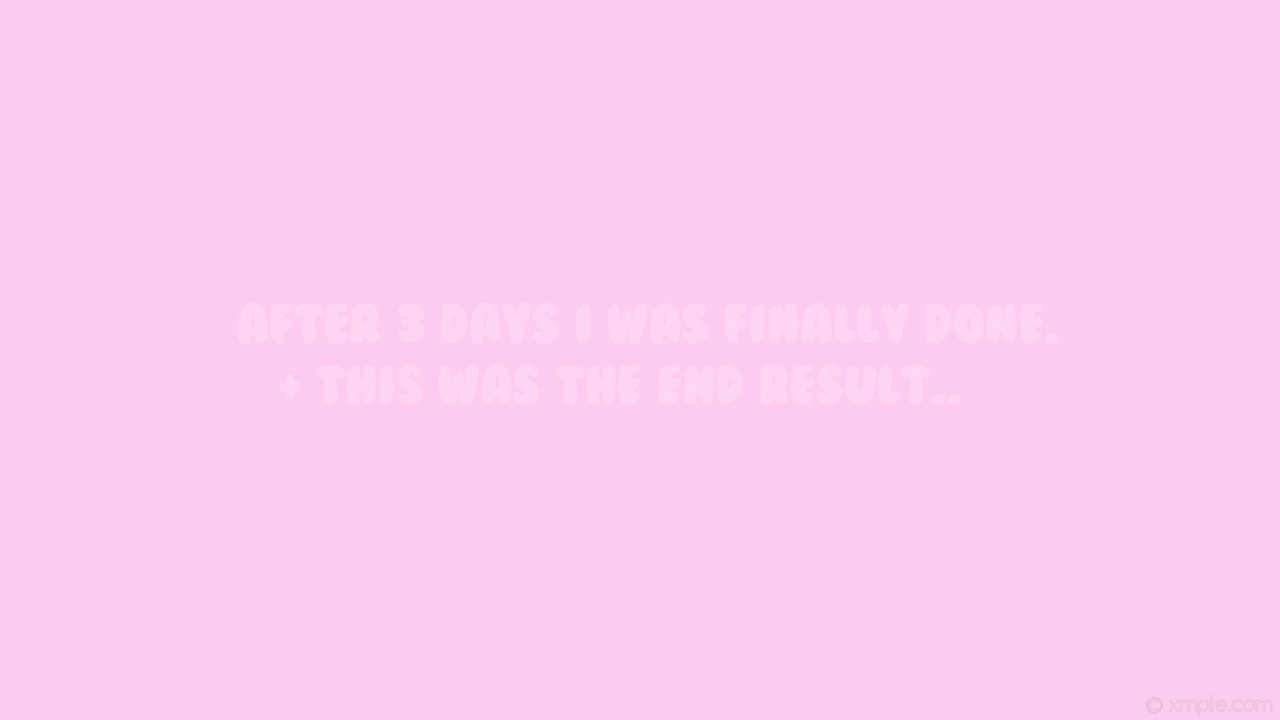 AFTER 3 DAYS I WAS FINALLY DONE.
+ THIS WAS THE END RESULT..
© xmple.com